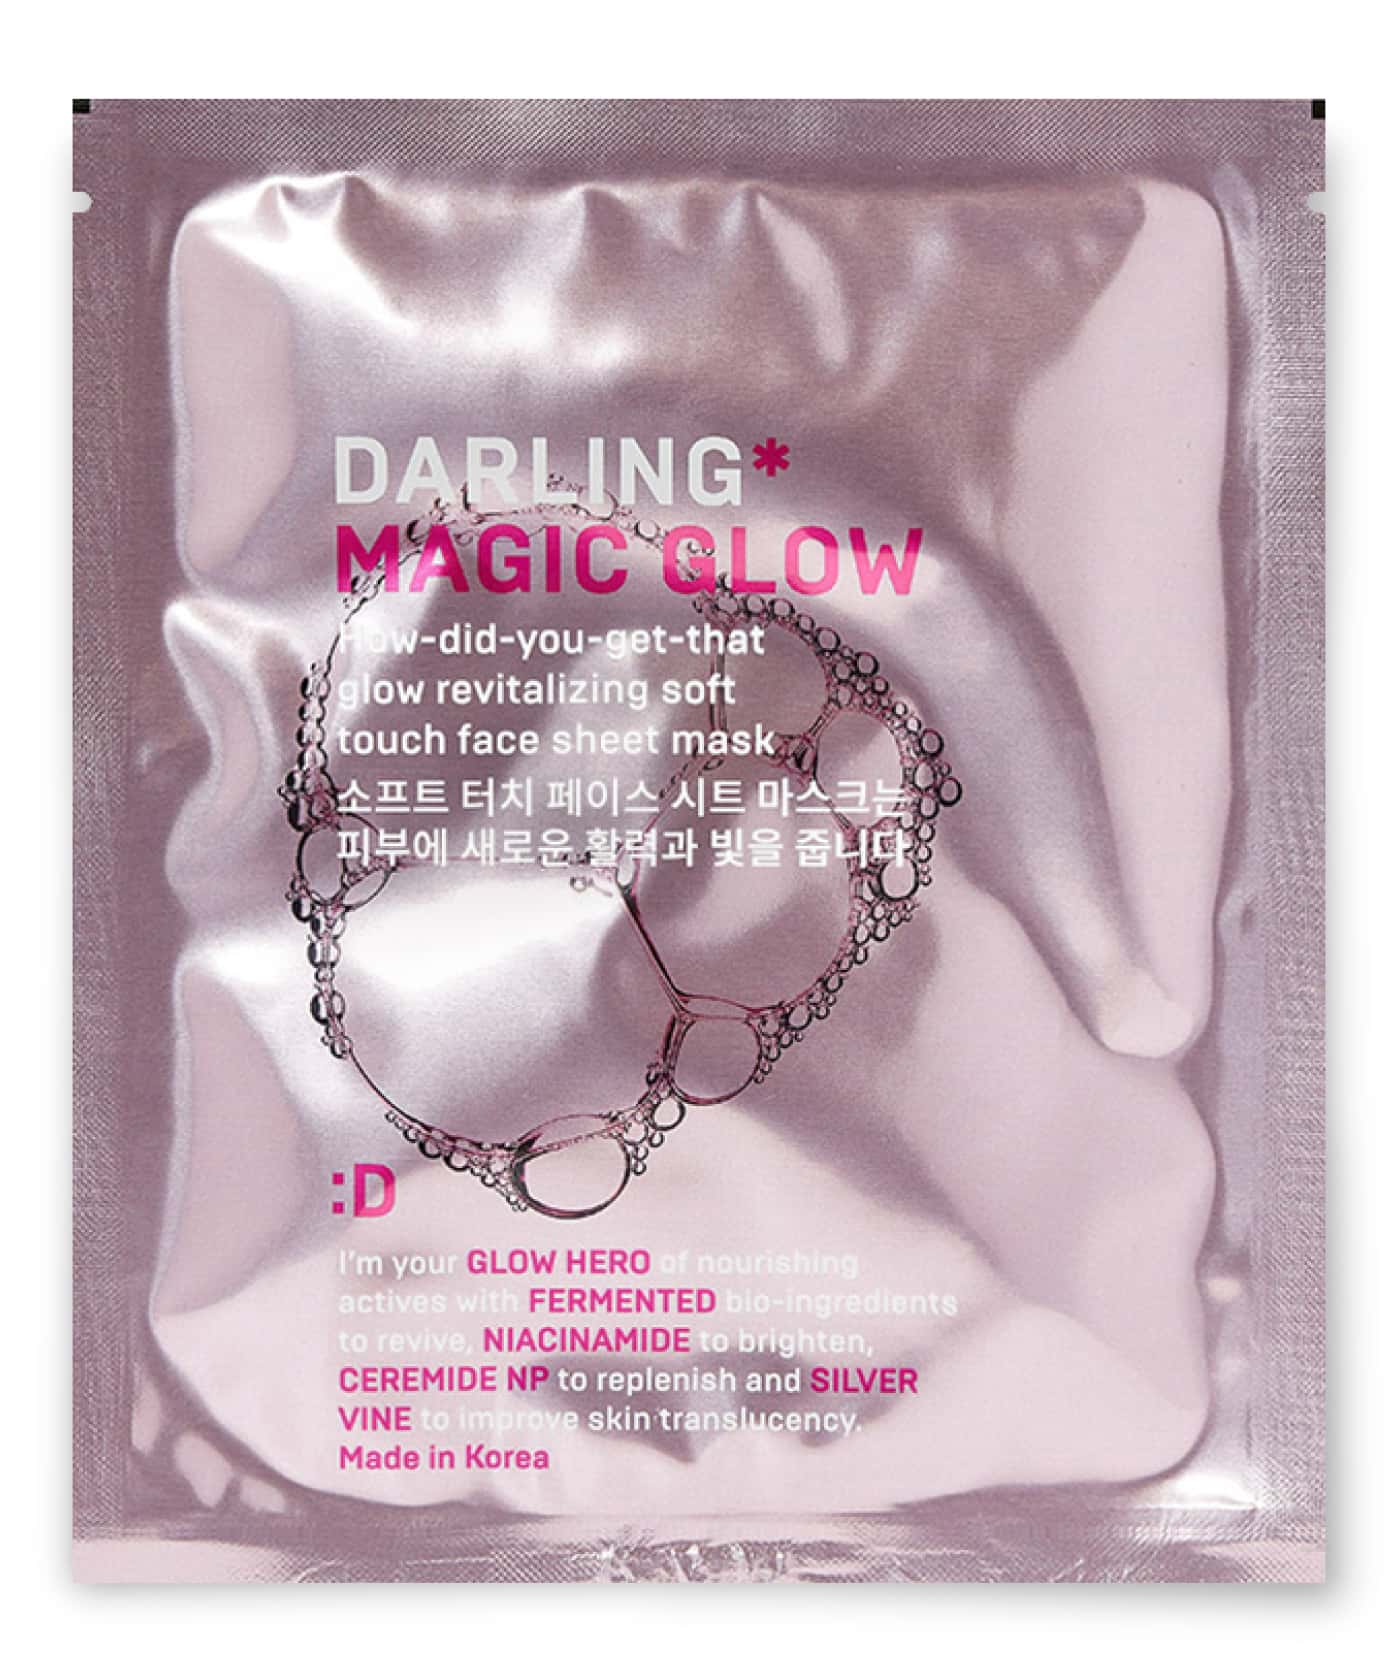 DARLING*
MAGIC GLOW
How-did-you-get-that
glow revitalizing soft
touch face sheet mask
소프트 터치 페이스 시트 마스크는
피부에 새로운 활력과 빛을 줍니다
:D
I'm your GLOW HERO of nourishing
actives with FERMENTED bio-ingredients
to revive, NIACINAMIDE to brighten,
CEREMIDE NP to replenish and SILVER
VINE to improve skin translucency.
Made in Korea